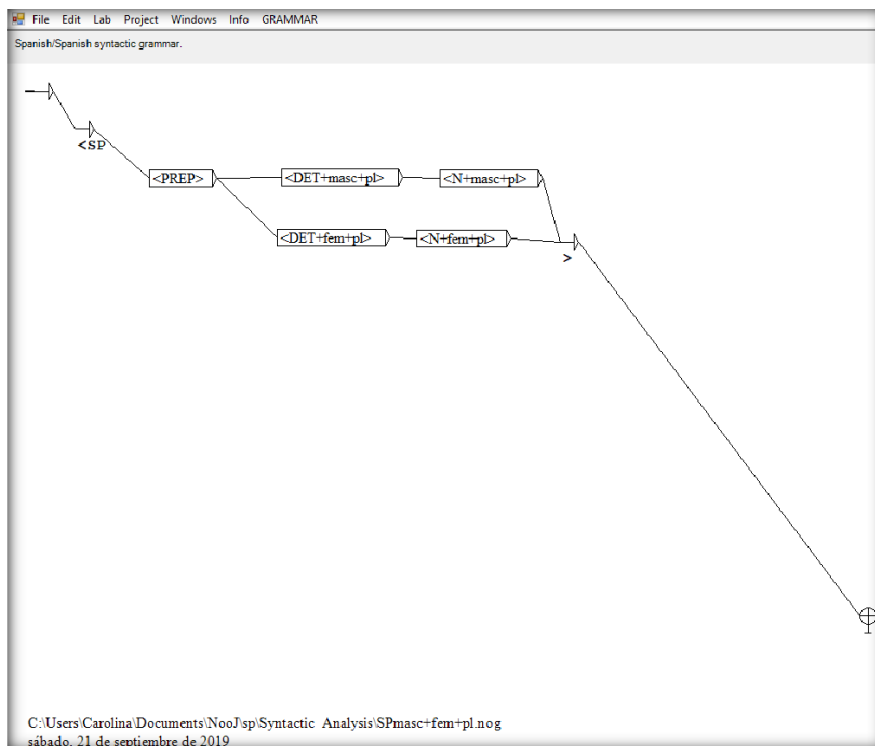 File Edit Lab Project Windows Info GRAMMAR
Spanish/Spanish syntactic grammar.
<SP
<PREP> <DET+masc+pl> <N+masc+pl>
<DET+fem+pl> <N+fem+pl>
>
C:\Users\Carolina\Documents\NooJ\sp\Syntactic Analysis\SPmasc+fem+pl.nog
sábado, 21 de septiembre de 2019